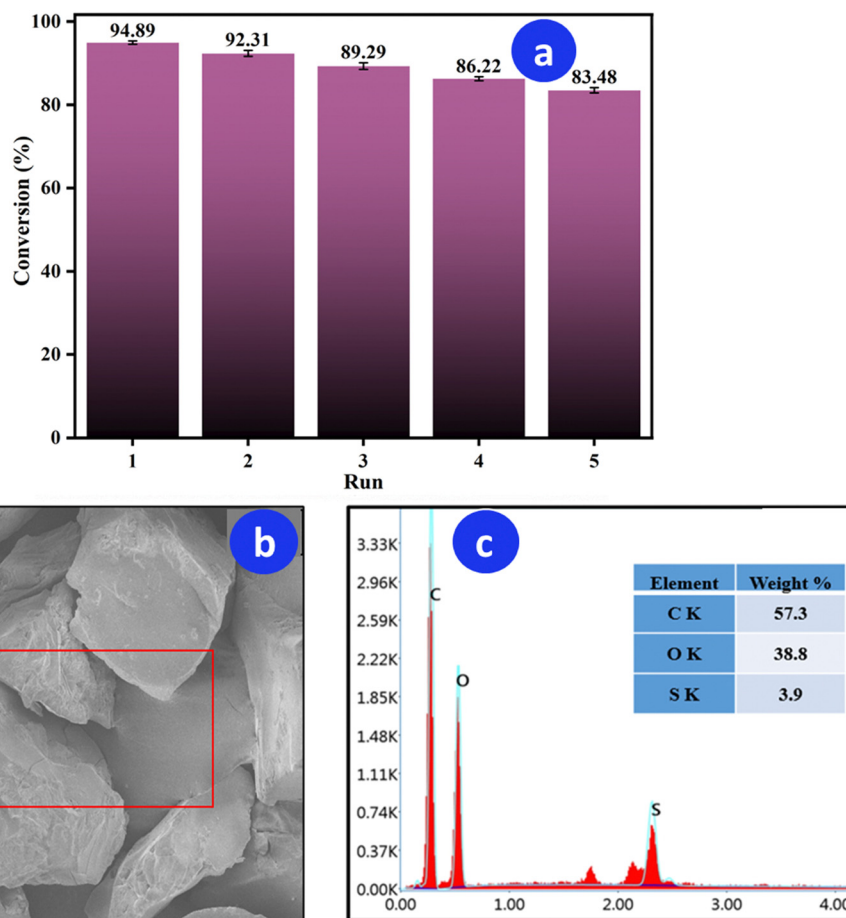 100
94.89
92.31
89.29
86.22
83.48
a
80
60
40
20
0
Conversion (%)
1 2 3 4 5
Run
b
c
3.33K
2.96K
2.59K
2.22K
1.85K
1.48K
1.11K
0.74K
0.37K
0.00K
C
O
S
Element Weight %
C K 57.3
O K 38.8
S K 3.9
0.00 1.00 2.00 3.00 4.0